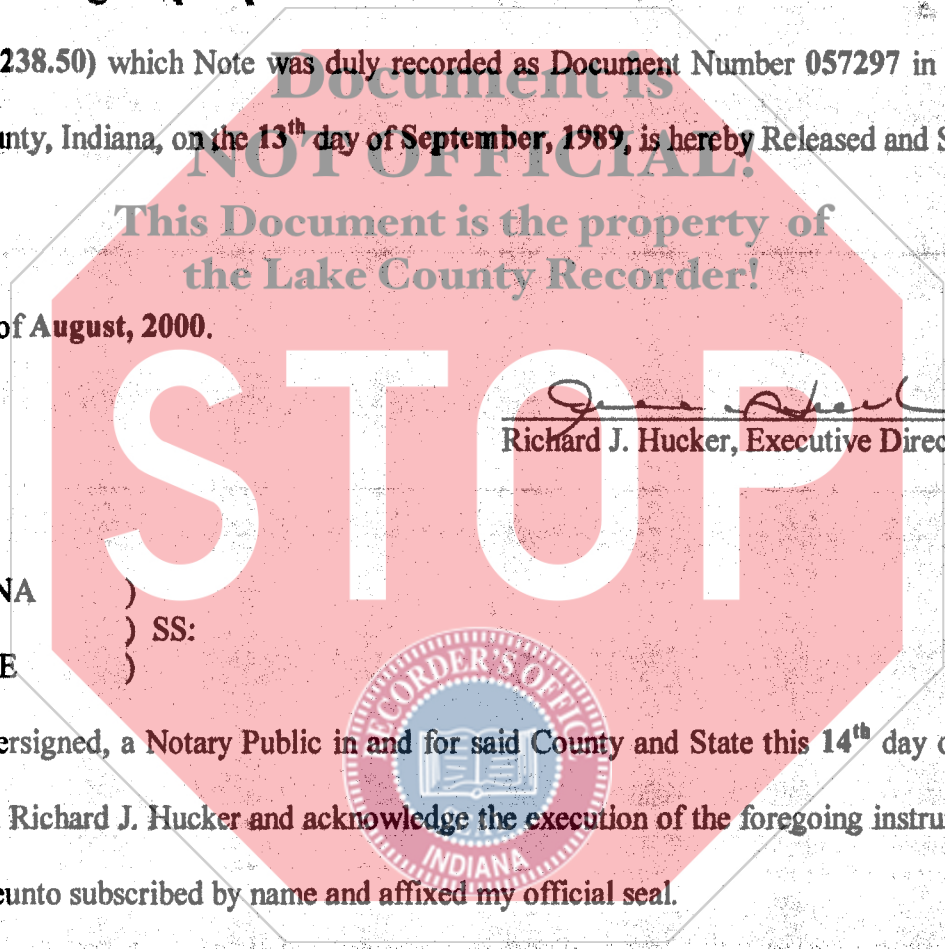 238.50) which Note was duly recorded as Document Number 057297 in
Document is
unty, Indiana, on the 13th day of September, 1989, is hereby Released and S
NOT OFFICIAL!
This Document is the property of
the Lake County Recorder!
of August, 2000.
STOP
Richard J. Hucker, Executive Direc
NA )
) SS:
E )
RECORDER'S OFFIC
ersigned, a Notary Public in and for said County and State this 14th day
Richard J. Hucker and acknowledge the execution of the foregoing instru
INDIANA
eunto subscribed by name and affixed my official seal.